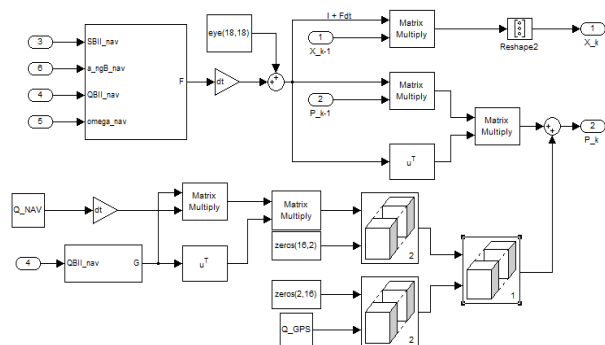 3
SBII_nav
6
a_ngB_nav
4
QBII_nav
5
omega_nav
F
dt
eye(18,18)
+
+
I + Fdt
1
X_k-1
Matrix
Multiply
Reshape2
1
X_k
2
P_k-1
Matrix
Multiply
Matrix
Multiply
u^T
+
+
2
P_k
Q_NAV
dt
4
QBII_nav
G
Matrix
Multiply
u^T
Matrix
Multiply
zeros(16,2)
2
zeros(2,16)
Q_GPS
2
1